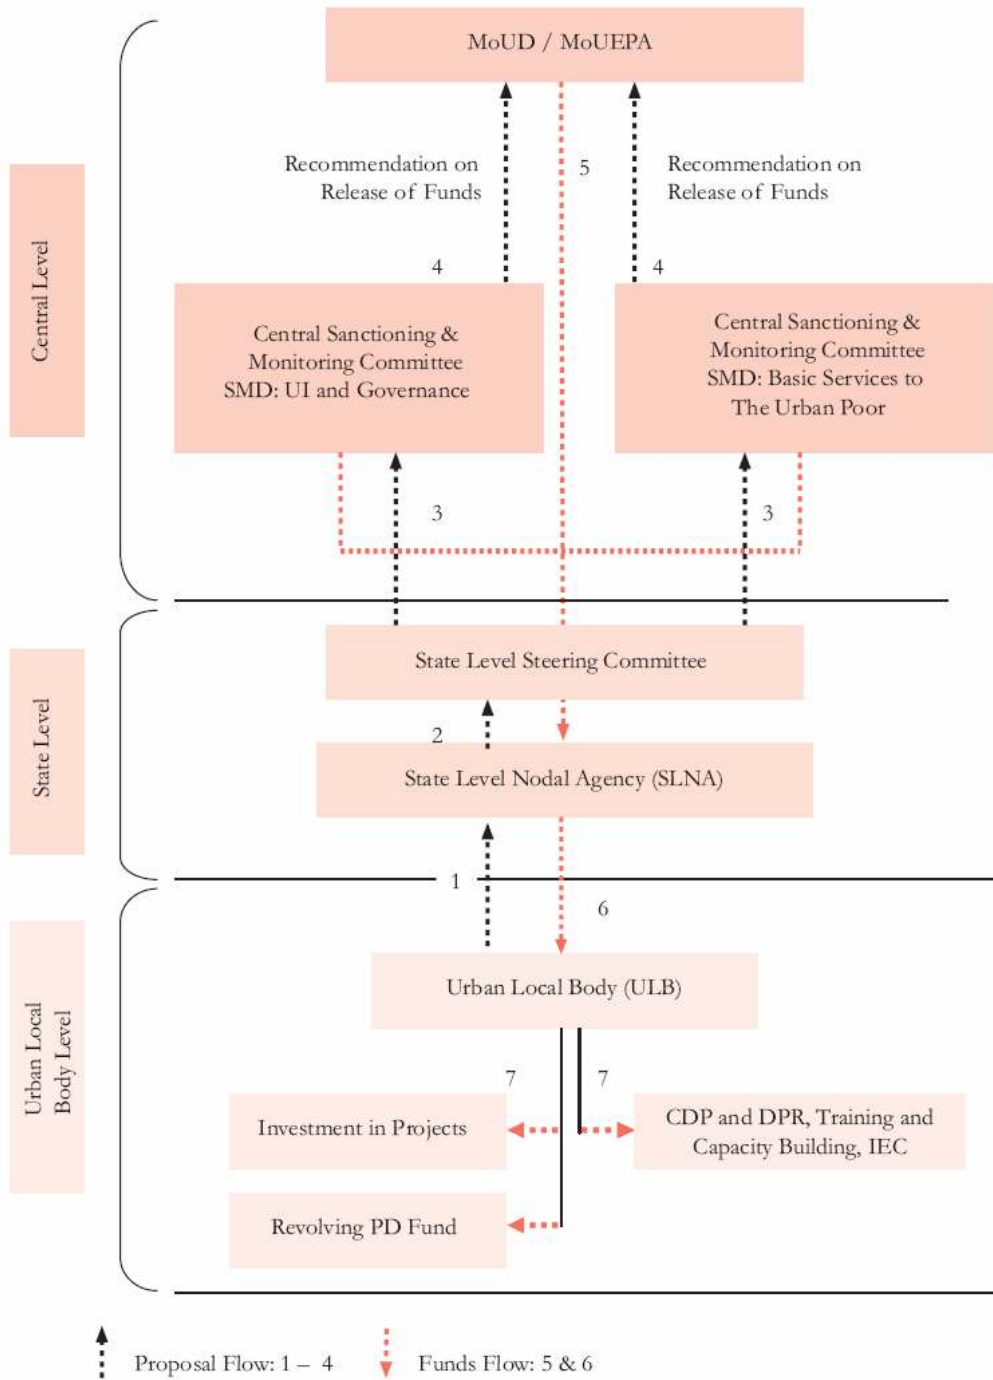 MoUD / MoUEPA
Recommendation on
Release of Funds
5
Recommendation on
Release of Funds
4
4
Central Level
Central Sanctioning &
Monitoring Committee
SMD: UI and Governance
Central Sanctioning &
Monitoring Committee
SMD: Basic Services to
The Urban Poor
3
3
State Level
State Level Steering Committee
2
State Level Nodal Agency (SLNA)
1
6
Urban Local
Body Level
Urban Local Body (ULB)
7
7
Investment in Projects
CDP and DPR, Training and
Capacity Building, IEC
Revolving PD Fund
Proposal Flow: 1 – 4
Funds Flow: 5 & 6